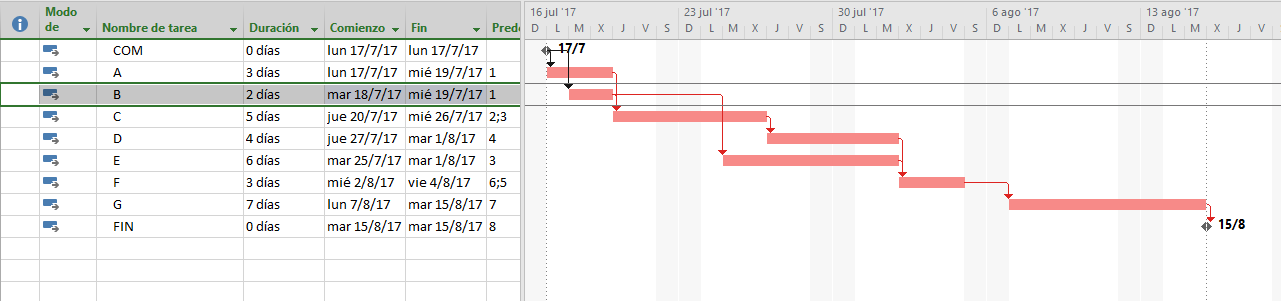 Modo de Nombre de tarea Duración Comienzo Fin Prede
COM 0 días lun 17/7/17 lun 17/7/17
A 3 días lun 17/7/17 mié 19/7/17 1
B 2 días mar 18/7/17 mié 19/7/17 1
C 5 días jue 20/7/17 mié 26/7/17 2;3
D 4 días jue 27/7/17 mar 1/8/17 4
E 6 días mar 25/7/17 mar 1/8/17 3
F 3 días mié 2/8/17 vie 4/8/17 6;5
G 7 días lun 7/8/17 mar 15/8/17 7
FIN 0 días mar 15/8/17 mar 15/8/17 8
16 jul '17 23 jul '17 30 jul '17 6 ago '17 13 ago '17
D L M X J V S D L M X J V S D L M X J V S D L M X J V S D L M X J V S
17/7
15/8